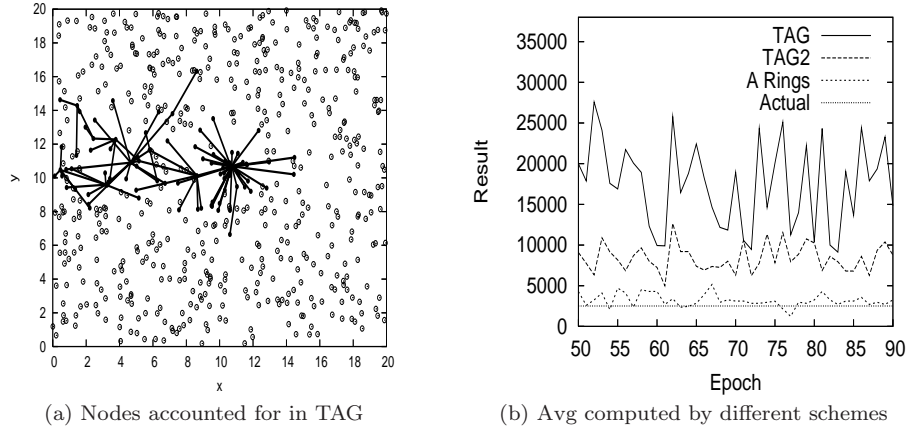 20
18
16
14
12
10
8
6
4
2
0
y
0 2 4 6 8 10 12 14 16 18 20
x
(a) Nodes accounted for in TAG
35000
30000
25000
20000
15000
10000
5000
0
Result
TAG
TAG2
A Rings
Actual
50 55 60 65 70 75 80 85 90
Epoch
(b) Avg computed by different schemes